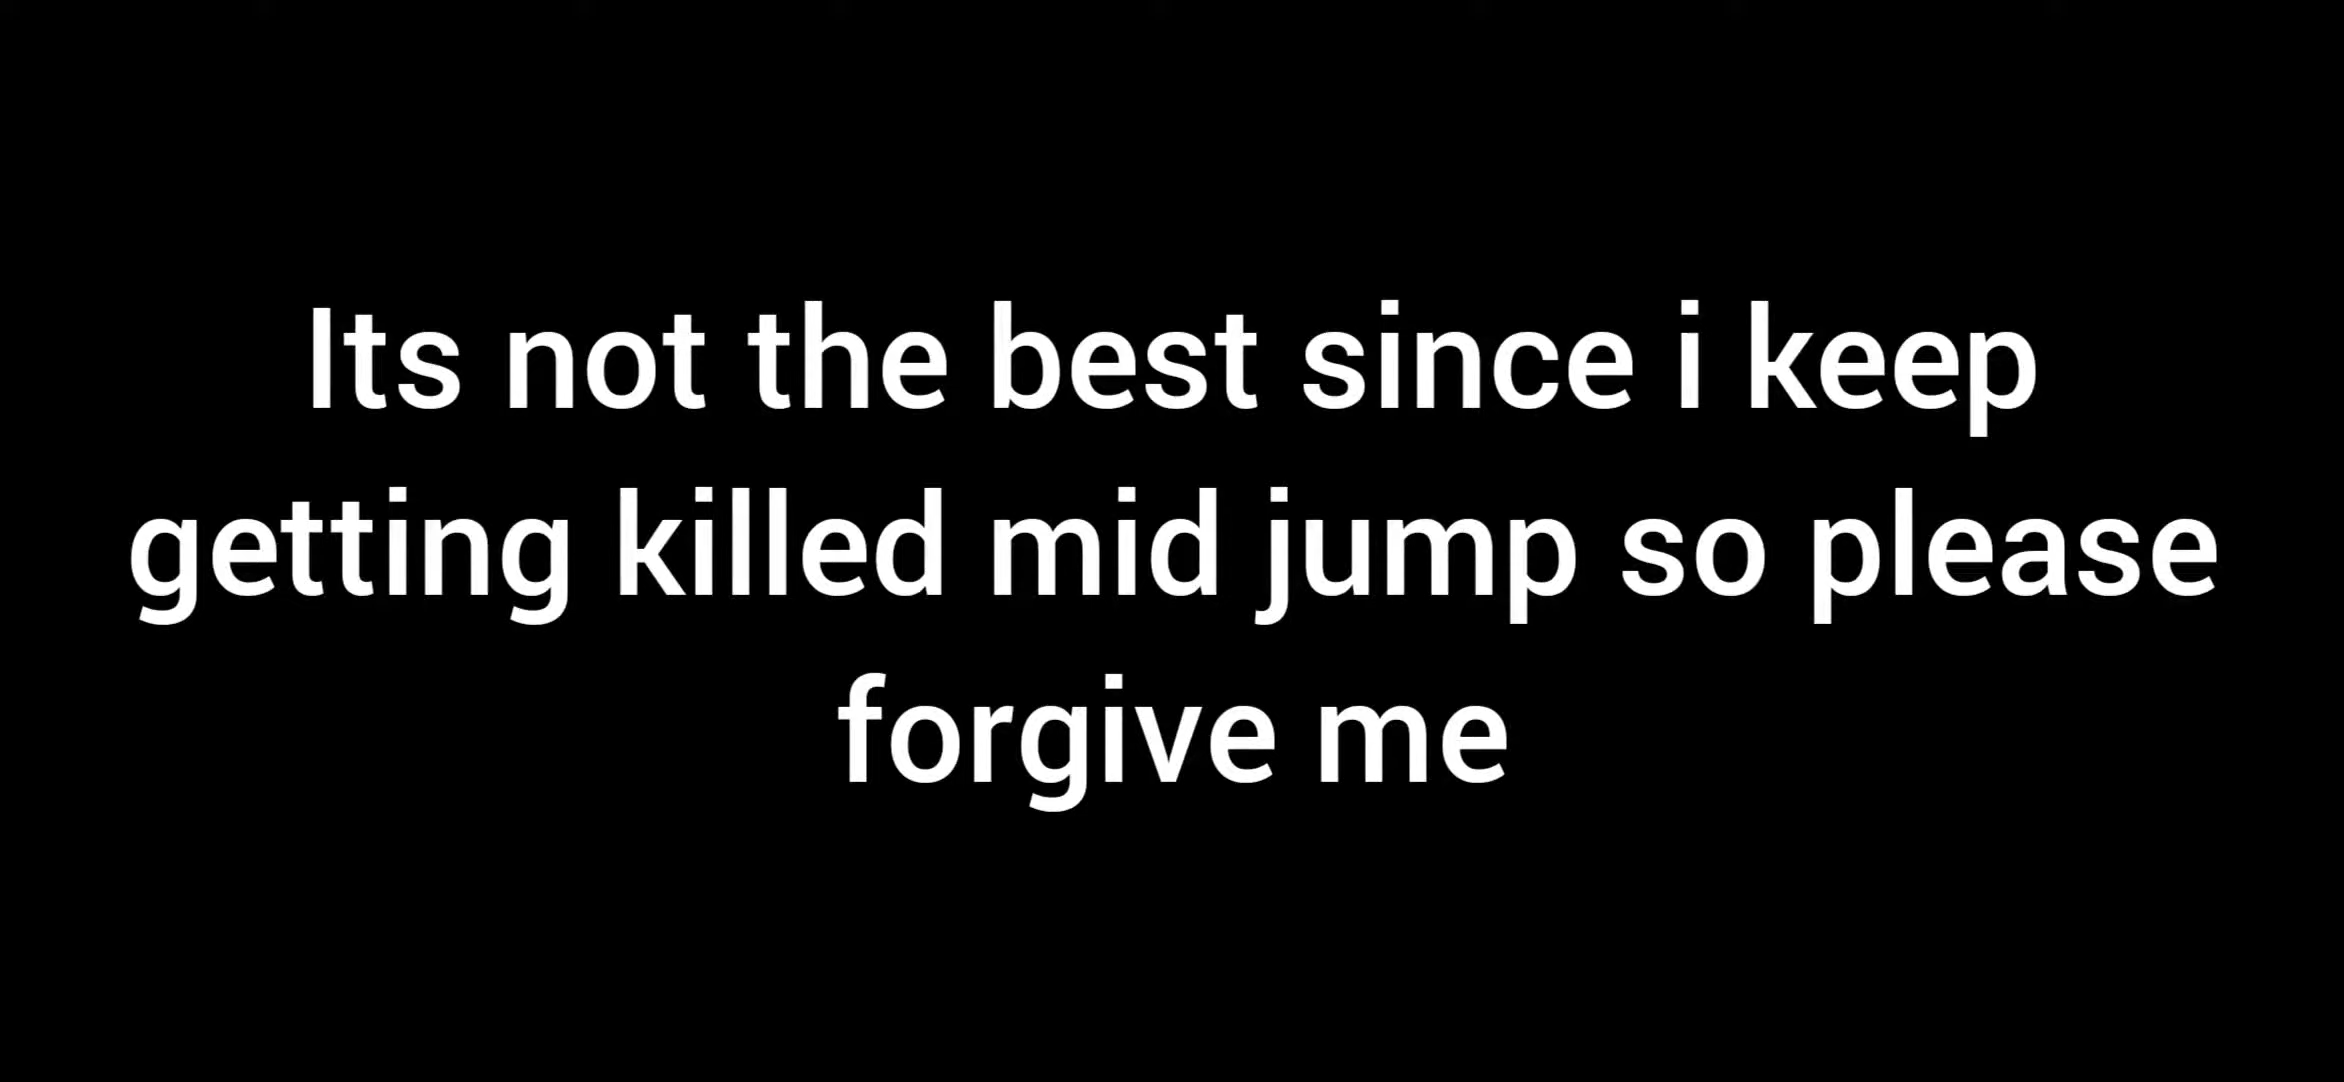 Its not the best since i keep
getting killed mid jump so please
forgive me